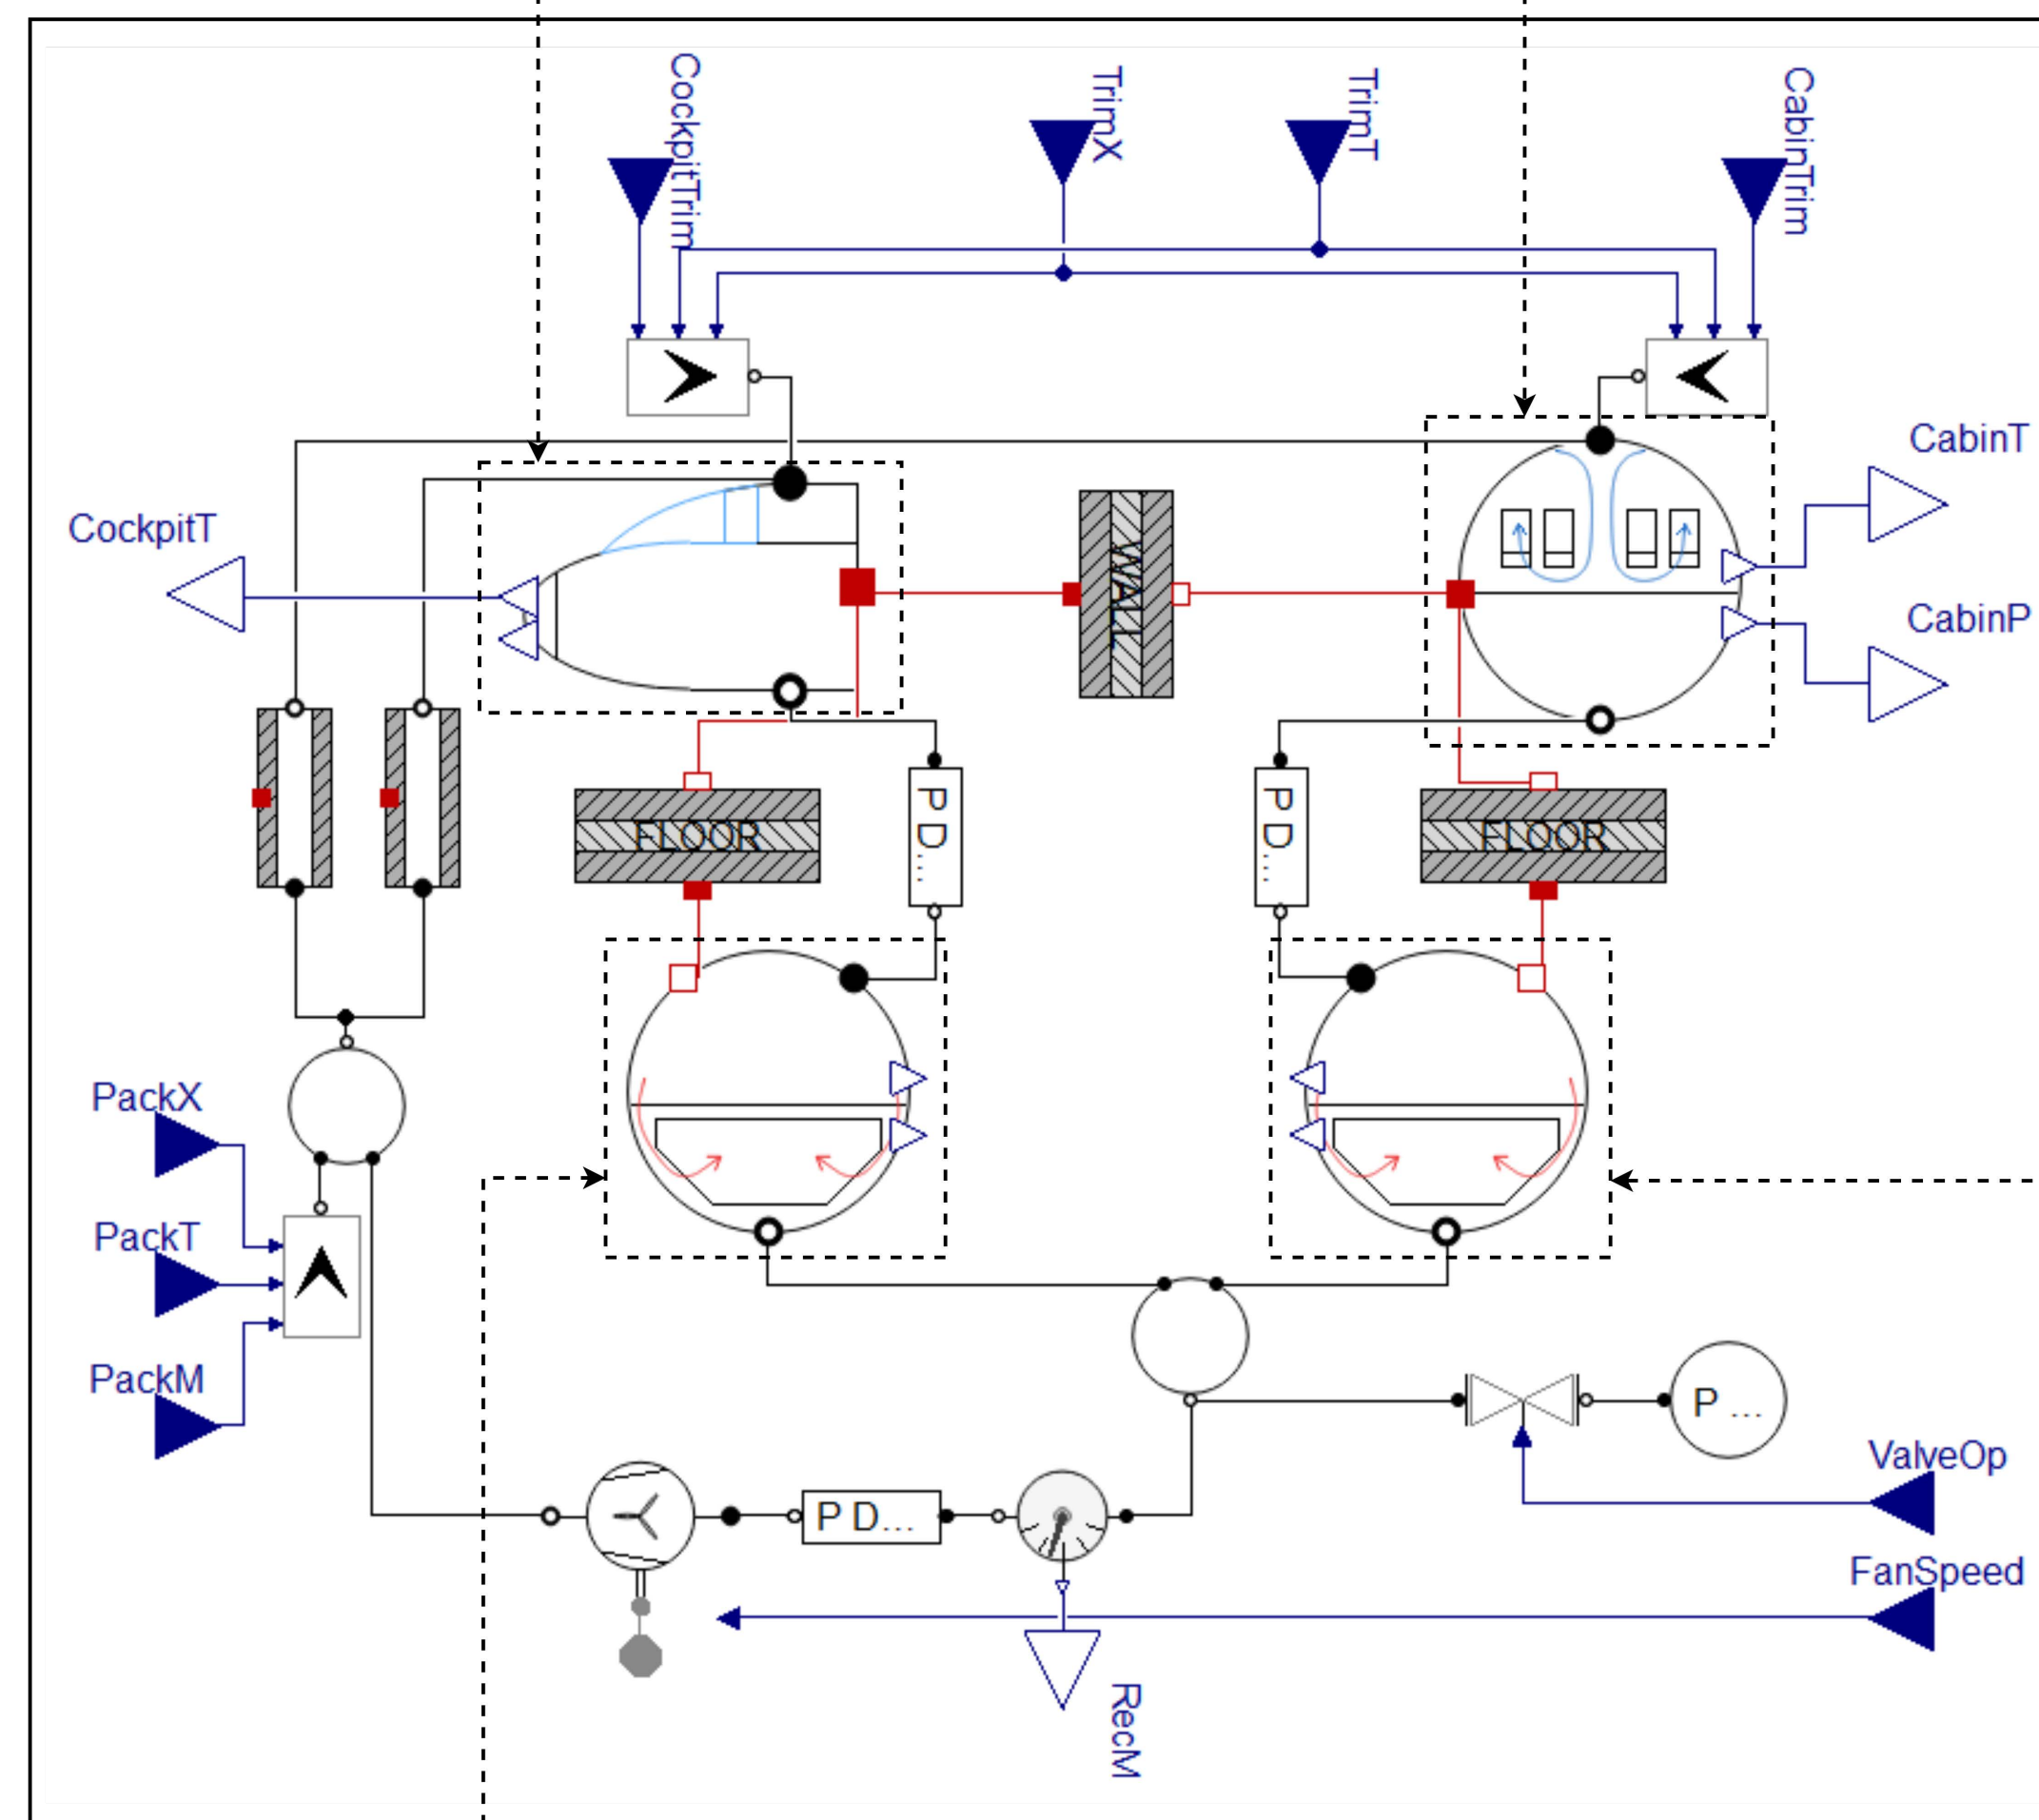 CockpitTrim
TrimX
TrimT
CabinTrim
CabinT
CockpitT
WALL
CabinP
P D...
P D...
FLOOR
FLOOR
PackX
PackT
PackM
P ...
ValveOp
P D...
FanSpeed
RecM